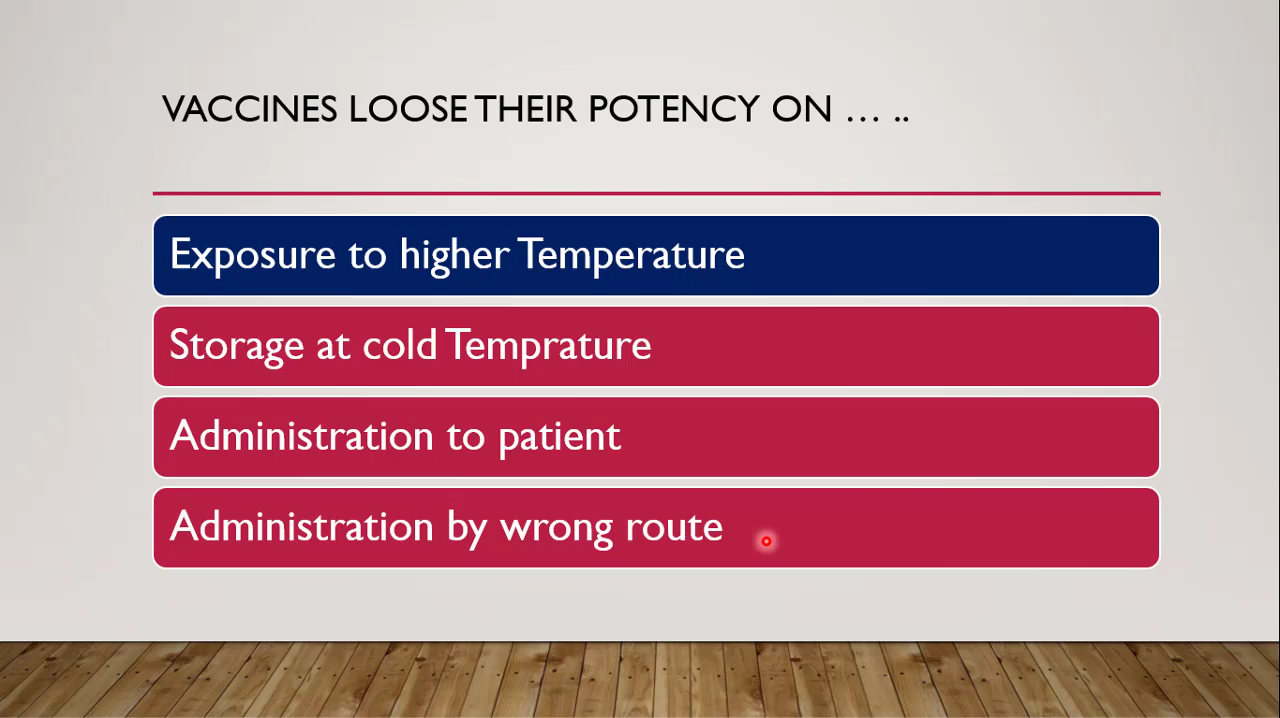 VACCINES LOOSE THEIR POTENCY ON … ..
Exposure to higher Temperature
Storage at cold Temprature
Administration to patient
Administration by wrong route